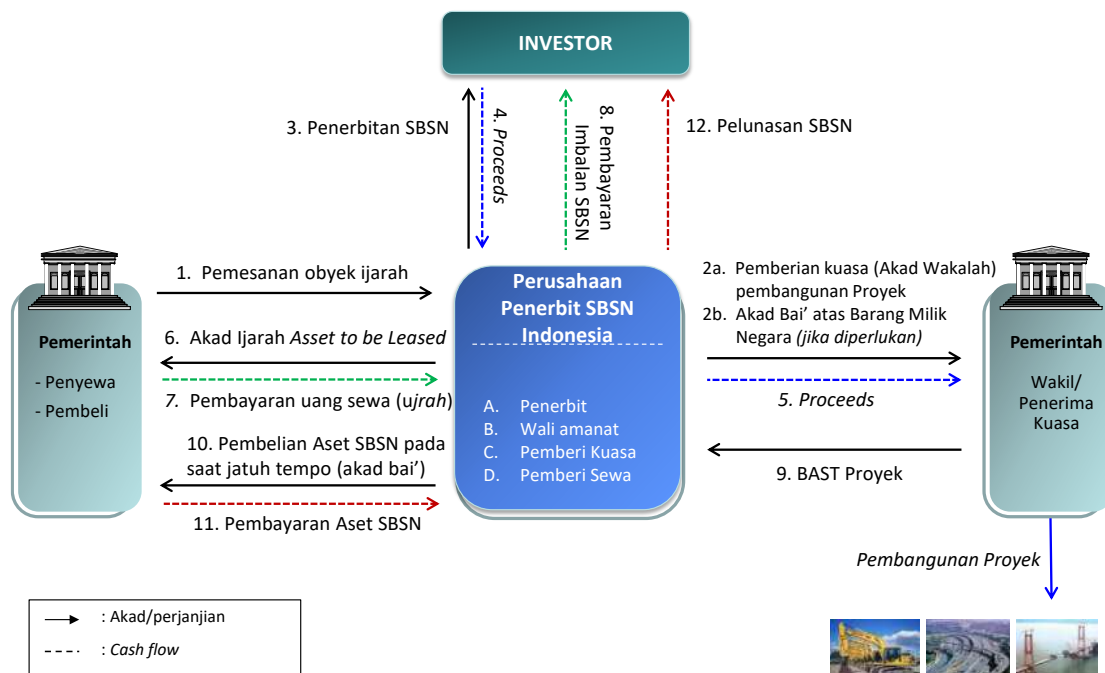 INVESTOR
3. Penerbitan SBSN
4. Proceeds
8. Pembayaran
Imbalan SBSN
12. Pelunasan SBSN
1. Pemesanan obyek ijarah
6. Akad Ijarah Asset to be Leased
7. Pembayaran uang sewa (ujrah)
10. Pembelian Aset SBSN pada
saat jatuh tempo (akad bai’)
11. Pembayaran Aset SBSN
Pemerintah
- Penyewa
- Pembeli
Perusahaan
Penerbit SBSN
Indonesia
A. Penerbit
B. Wali amanat
C. Pemberi Kuasa
D. Pemberi Sewa
2a. Pemberian kuasa (Akad Wakalah)
pembangunan Proyek
2b. Akad Bai’ atas Barang Milik
Negara (jika diperlukan)
5. Proceeds
9. BAST Proyek
Pemerintah
Wakil/
Penerima
Kuasa
Pembangunan Proyek
: Akad/perjanjian
: Cash flow